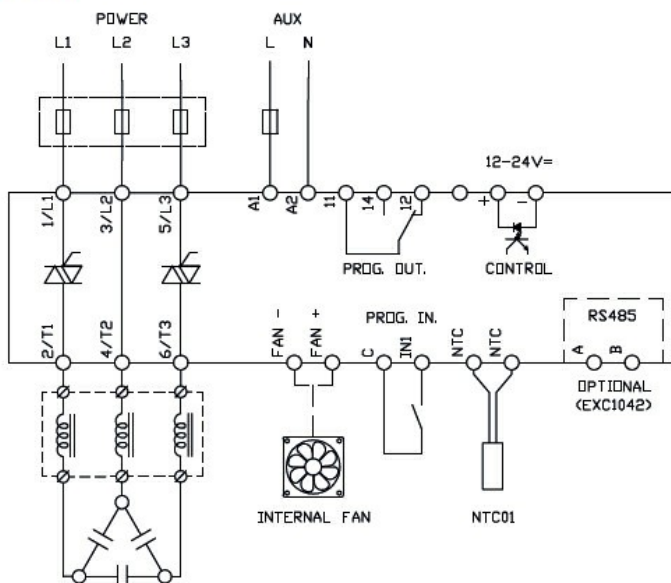 POWER AUX
L1 L2 L3 L N
12-24V=
1/L1 3/L2 5/L3 A1 A2 11 14 12 + -
PROG. OUT. CONTROL
2/T1 4/T2 6/T3 FAN - FAN + PROG. IN. C IN1 NTC NTC RS485 A B
OPTIONAL
(EXC1042)
INTERNAL FAN NTC01